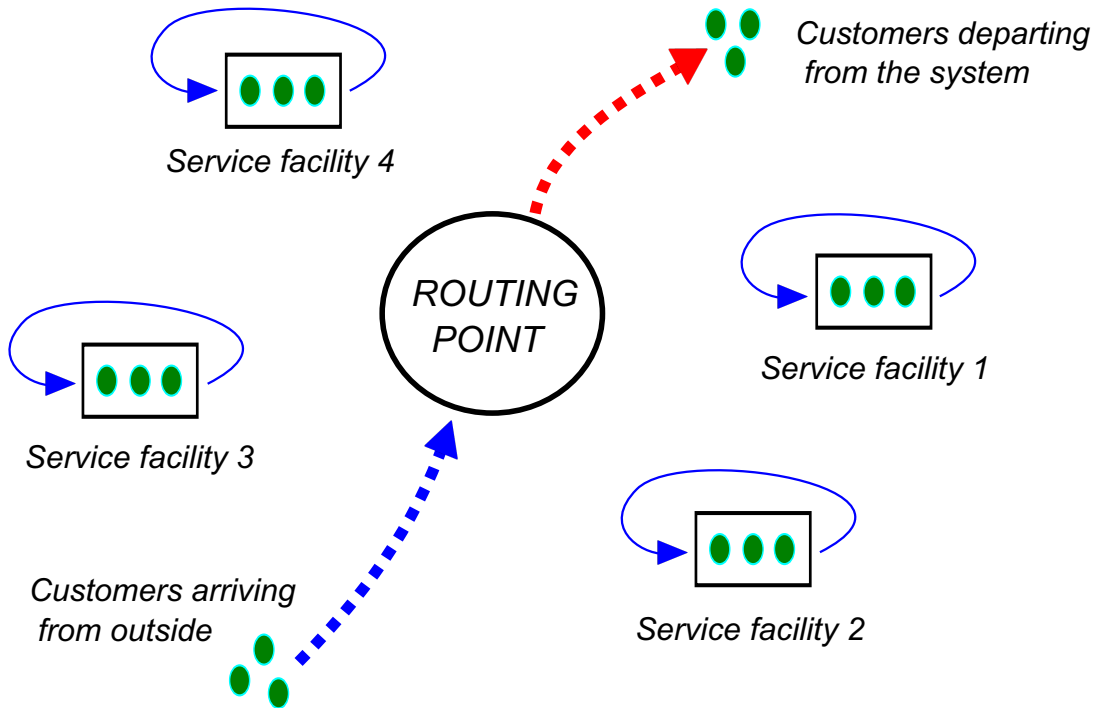 Customers departing
from the system
Service facility 4
ROUTING
POINT
Service facility 1
Service facility 3
Customers arriving
from outside
Service facility 2